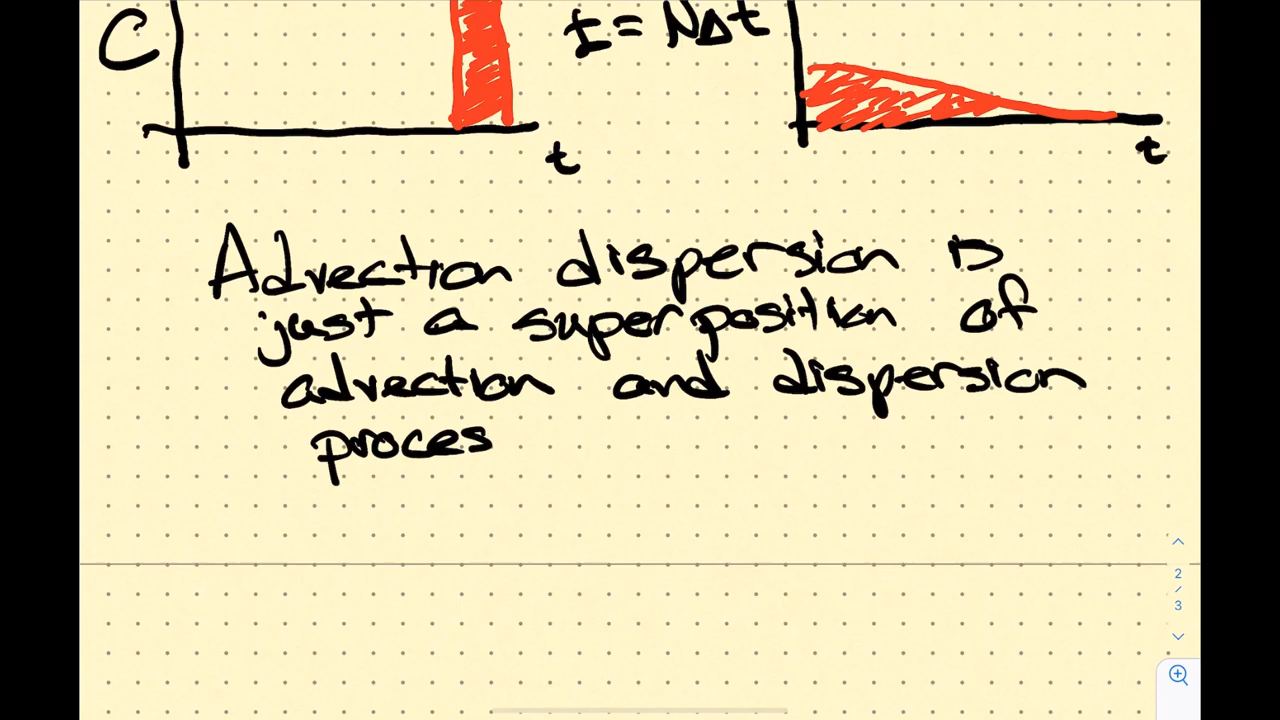 C
t = NΔt
t
t
Advection dispersion is
just a superposition of
advection and dispersion
proces
2
/
3